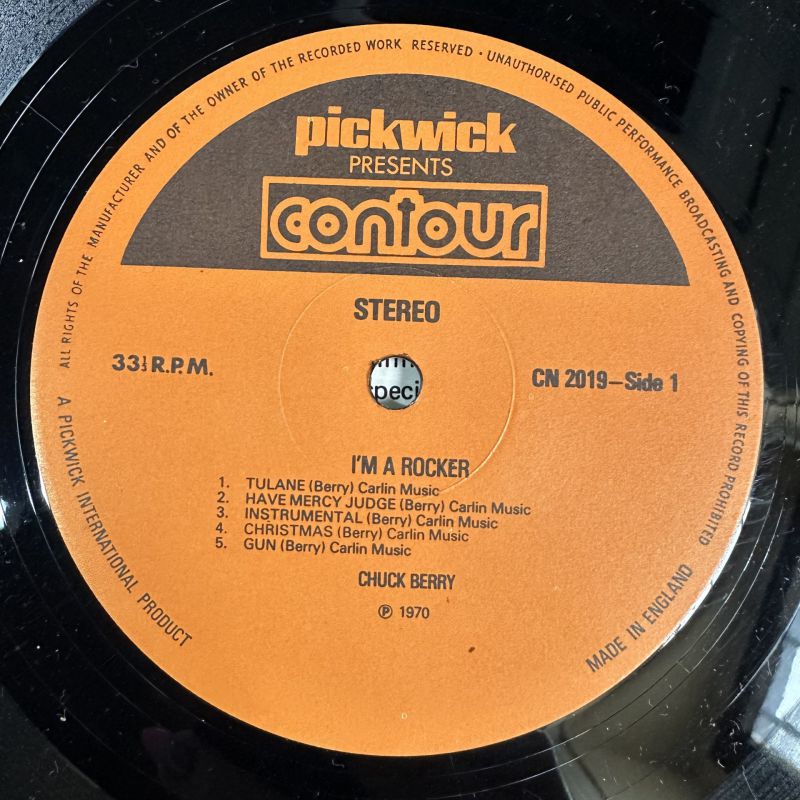 ALL RIGHTS OF THE MANUFACTURER AND OF THE OWNER OF THE RECORDED WORK RESERVED · UNAUTHORISED PUBLIC PERFORMANCE BROADCASTING AND COPYING OF THIS RECORD PROHIBITED
pickwick
PRESENTS
contour
STEREO
33⅓ R.P.M.
peci
CN 2019–Side 1
I'M A ROCKER
1. TULANE (Berry) Carlin Music
2. HAVE MERCY JUDGE (Berry) Carlin Music
3. INSTRUMENTAL (Berry) Carlin Music
4. CHRISTMAS (Berry) Carlin Music
5. GUN (Berry) Carlin Music
CHUCK BERRY
℗ 1970
A PICKWICK INTERNATIONAL PRODUCT
MADE IN ENGLAND